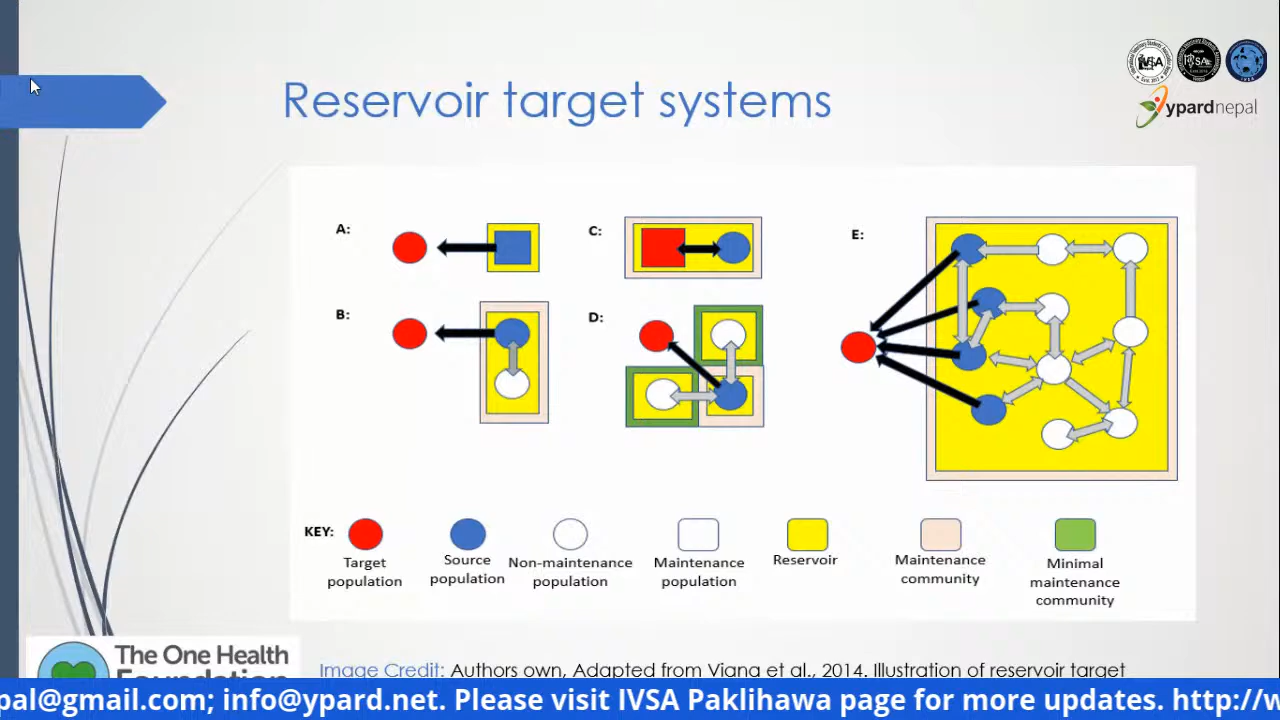 Reservoir target systems
IVSA
ypardnepal
A:
B:
C:
D:
E:
KEY:
Target
population
Source
population
Non-maintenance
population
Maintenance
population
Reservoir
Maintenance
community
Minimal
maintenance
community
The One Health
Foundation
Image Credit: Authors own, Adapted from Viana et al., 2014. Illustration of reservoir target
pal@gmail.com; info@ypard.net. Please visit IVSA Paklihawa page for more updates. http://w